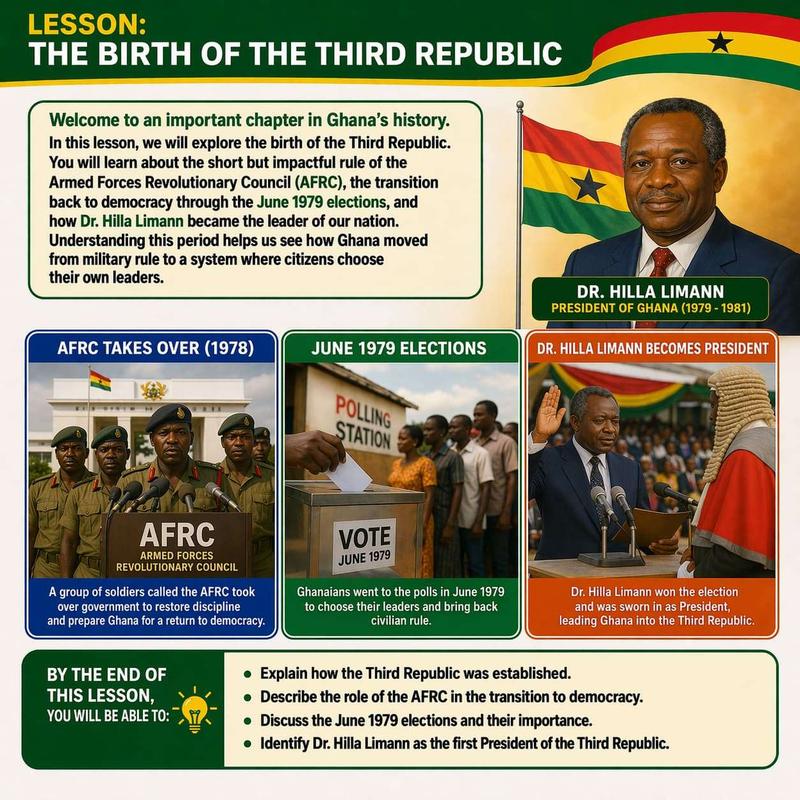 LESSON:
THE BIRTH OF THE THIRD REPUBLIC
Welcome to an important chapter in Ghana's history.
In this lesson, we will explore the birth of the Third Republic.
You will learn about the short but impactful rule of the
Armed Forces Revolutionary Council (AFRC), the transition
back to democracy through the June 1979 elections, and
how Dr. Hilla Limann became the leader of our nation.
Understanding this period helps us see how Ghana moved
from military rule to a system where citizens choose
their own leaders.
DR. HILLA LIMANN
PRESIDENT OF GHANA (1979 - 1981)
AFRC TAKES OVER (1978)
AFRC
ARMED FORCES
REVOLUTIONARY COUNCIL
A group of soldiers called the AFRC took
over government to restore discipline
and prepare Ghana for a return to democracy.
JUNE 1979 ELECTIONS
POLLING
STATION
VOTE
JUNE 1979
Ghanaians went to the polls in June 1979
to choose their leaders and bring back
civilian rule.
DR. HILLA LIMANN BECOMES PRESIDENT
Dr. Hilla Limann won the election
and was sworn in as President,
leading Ghana into the Third Republic.
BY THE END OF
THIS LESSON,
YOU WILL BE ABLE TO:
• Explain how the Third Republic was established.
• Describe the role of the AFRC in the transition to democracy.
• Discuss the June 1979 elections and their importance.
• Identify Dr. Hilla Limann as the first President of the Third Republic.